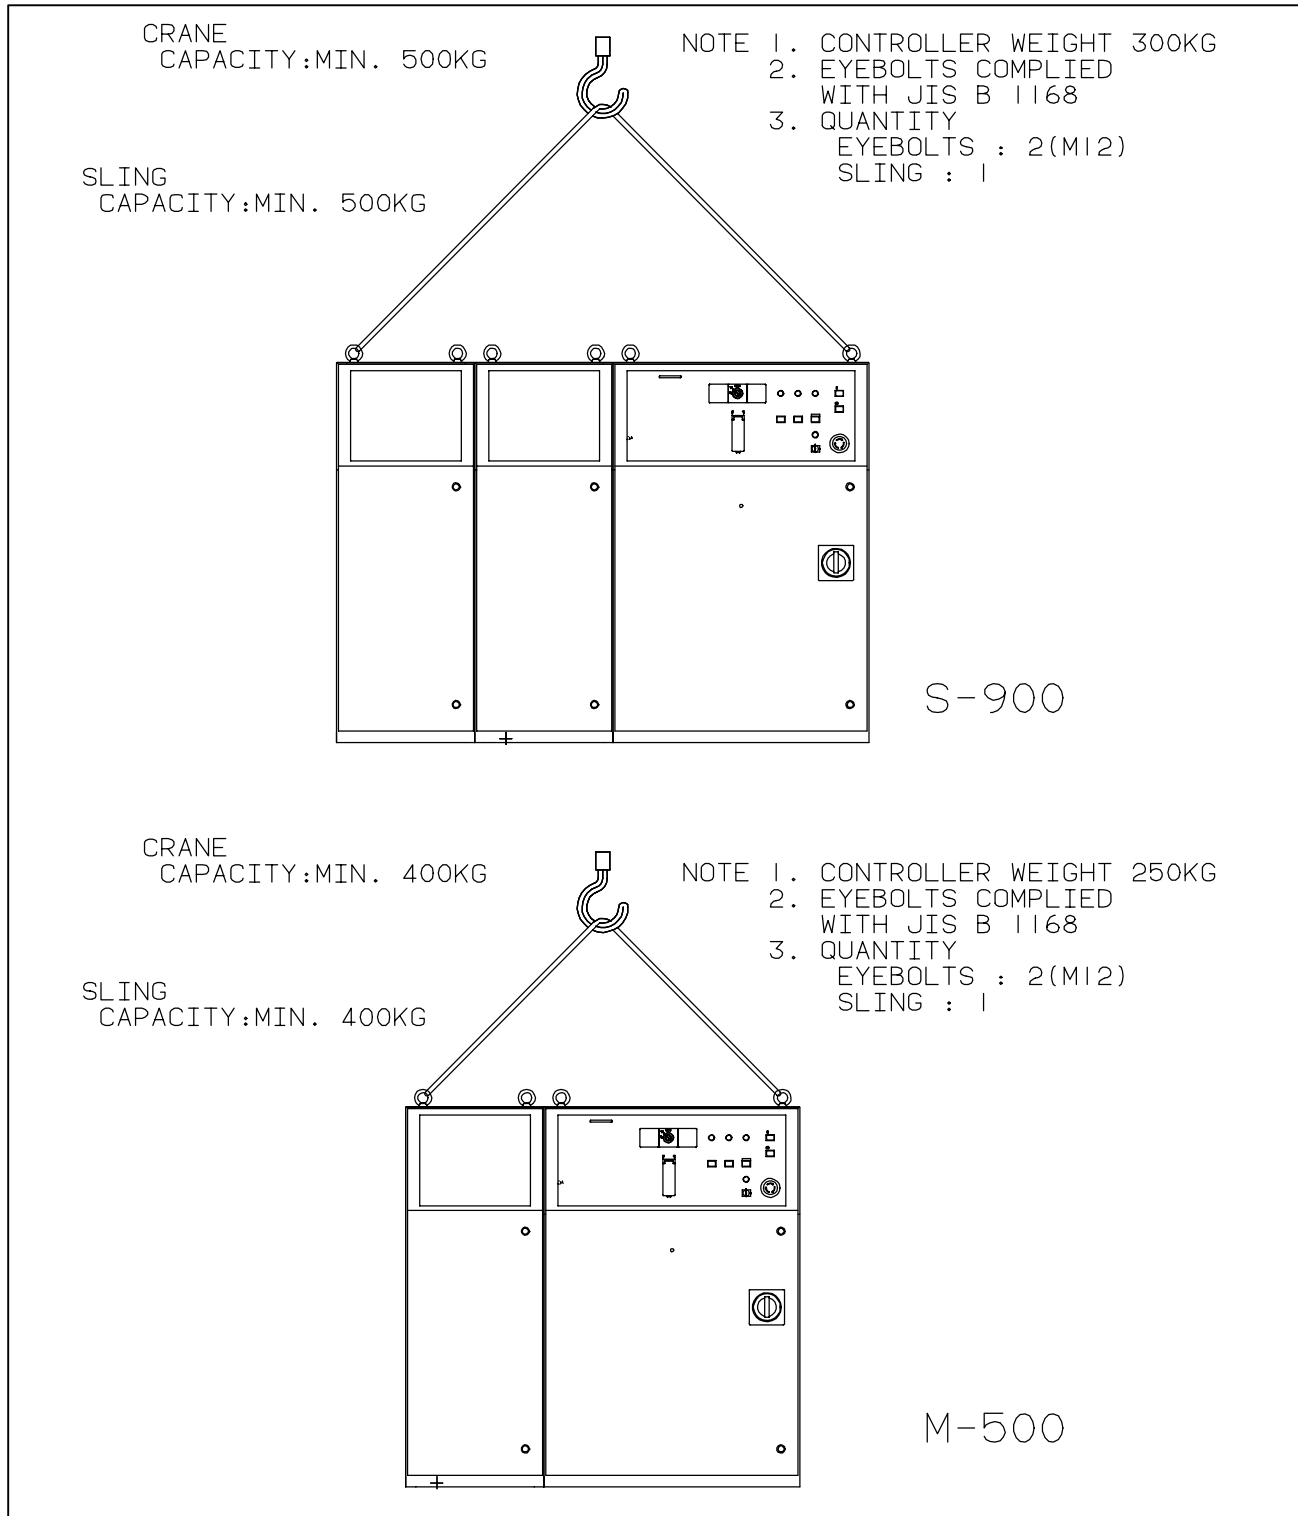 CRANE
CAPACITY:MIN. 500KG
NOTE 1. CONTROLLER WEIGHT 300KG
2. EYEBOLTS COMPLIED
WITH JIS B 1168
3. QUANTITY
EYEBOLTS : 2(M12)
SLING : 1
SLING
CAPACITY:MIN. 500KG
S-900
CRANE
CAPACITY:MIN. 400KG
NOTE 1. CONTROLLER WEIGHT 250KG
2. EYEBOLTS COMPLIED
WITH JIS B 1168
3. QUANTITY
EYEBOLTS : 2(M12)
SLING : 1
SLING
CAPACITY:MIN. 400KG
M-500